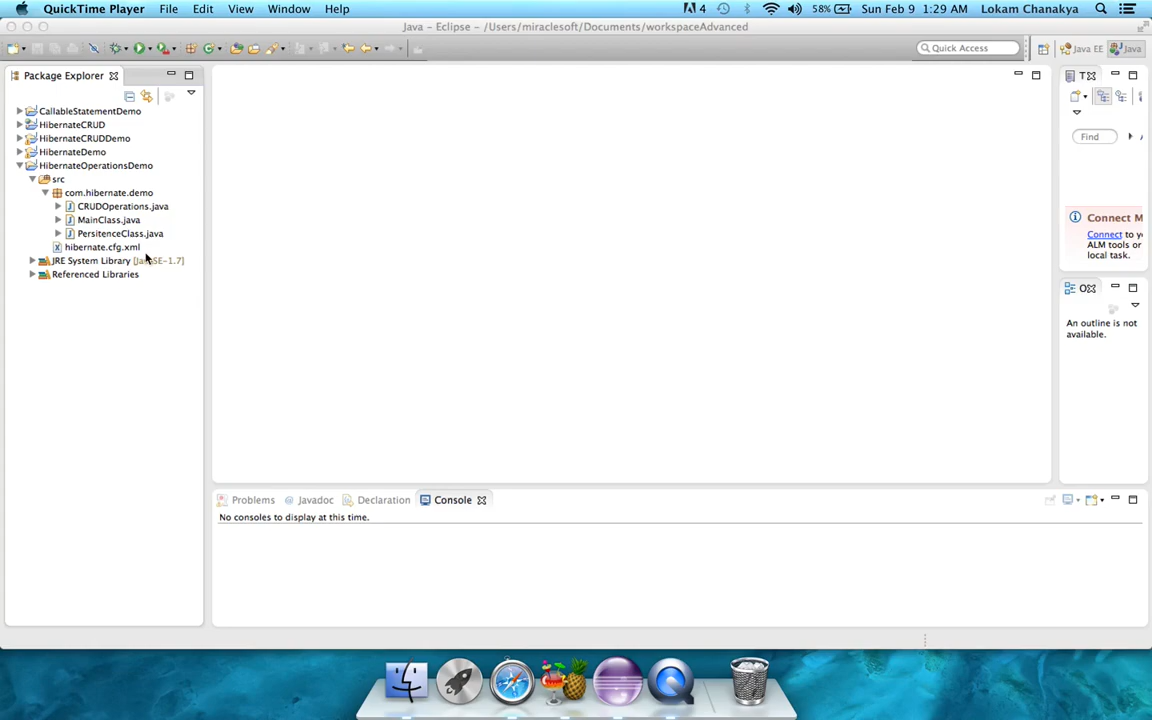 QuickTime Player File Edit View Window Help 4 58% Sun Feb 9 1:29 AM Lokam Chanakya
Java - Eclipse - /Users/miraclesoft/Documents/workspaceAdvanced
Quick Access Java EE Java
Package Explorer
CallableStatementDemo
HibernateCRUD
HibernateCRUDDemo
HibernateDemo
HibernateOperationsDemo
src
com.hibernate.demo
CRUDOperations.java
MainClass.java
PersitenceClass.java
hibernate.cfg.xml
JRE System Library
Referenced Libraries
T
Find
Connect M
Connect to yo
ALM tools or
local task.
O
An outline is not
available.
Problems Javadoc Declaration Console
No consoles to display at this time.